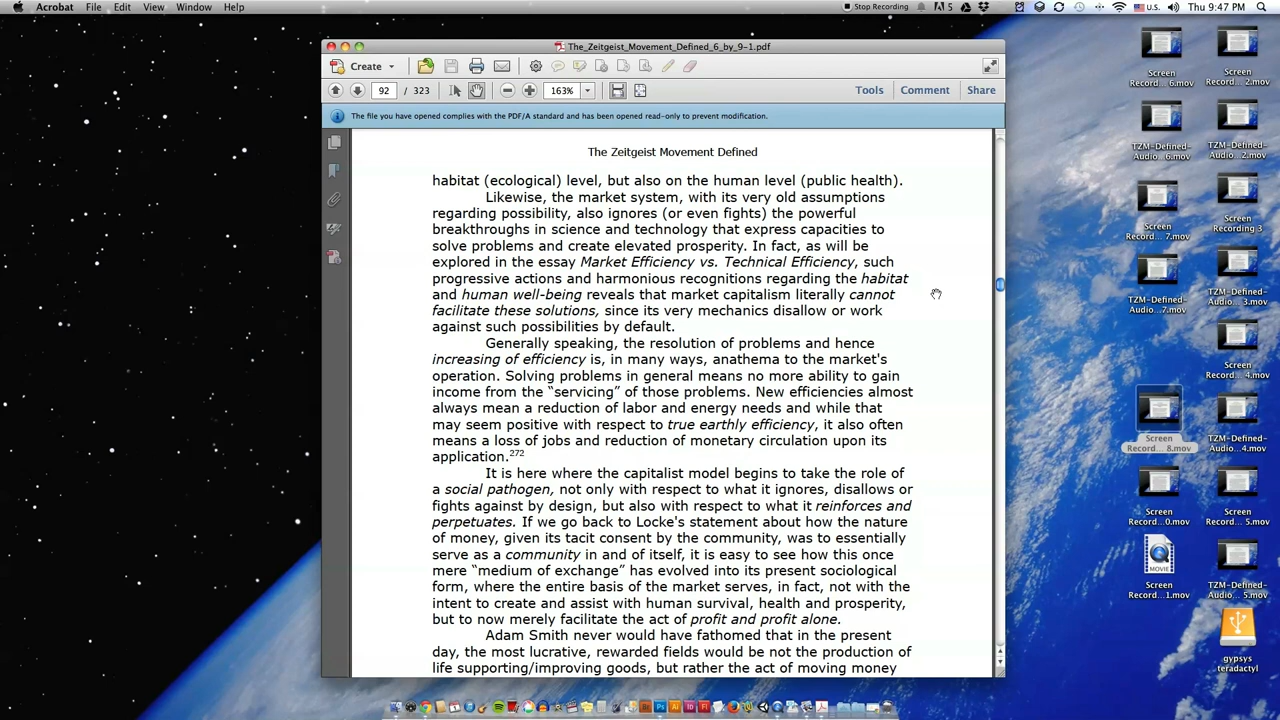 Acrobat File Edit View Window Help
Stop Recording 5 U.S. Thu 9:47 PM
The_Zeitgeist_Movement_Defined_6_by_9-1.pdf
Create
92 / 323 163% Tools Comment Share
The file you have opened complies with the PDF/A standard and has been opened read-only to prevent modification.
The Zeitgeist Movement Defined
habitat (ecological) level, but also on the human level (public health).
Likewise, the market system, with its very old assumptions
regarding possibility, also ignores (or even fights) the powerful
breakthroughs in science and technology that express capacities to
solve problems and create elevated prosperity. In fact, as will be
explored in the essay Market Efficiency vs. Technical Efficiency, such
progressive actions and harmonious recognitions regarding the habitat
and human well-being reveals that market capitalism literally cannot
facilitate these solutions, since its very mechanics disallow or work
against such possibilities by default.
Generally speaking, the resolution of problems and hence
increasing of efficiency is, in many ways, anathema to the market's
operation. Solving problems in general means no more ability to gain
income from the “servicing” of those problems. New efficiencies almost
always mean a reduction of labor and energy needs and while that
may seem positive with respect to true earthly efficiency, it also often
means a loss of jobs and reduction of monetary circulation upon its
application.272
It is here where the capitalist model begins to take the role of
a social pathogen, not only with respect to what it ignores, disallows or
fights against by design, but also with respect to what it reinforces and
perpetuates. If we go back to Locke's statement about how the nature
of money, given its tacit consent by the community, was to essentially
serve as a community in and of itself, it is easy to see how this once
mere “medium of exchange” has evolved into its present sociological
form, where the entire basis of the market serves, in fact, not with the
intent to create and assist with human survival, health and prosperity,
but to now merely facilitate the act of profit and profit alone.
Adam Smith never would have fathomed that in the present
day, the most lucrative, rewarded fields would be not the production of
life supporting/improving goods, but rather the act of moving money
Screen
Record... 6.mov
Screen
Record... 2.mov
TZM-Defined
-Audio... 6.mov
TZM-Defined
-Audio... 2.mov
Screen
Record... 7.mov
Screen
Recording 3
TZM-Defined-
Audio... 7.mov
TZM-Defined-
Audio... 3.mov
Screen
Record... 4.mov
Screen
Record... 8.mov
TZM-Defined-
Audio... 4.mov
Screen
Record... 0.mov
Screen
Record... 5.mov
MOVIE
Screen
Record... 1.mov
TZM-Defined-
Audio... 5.mov
gypsys
teradactyl